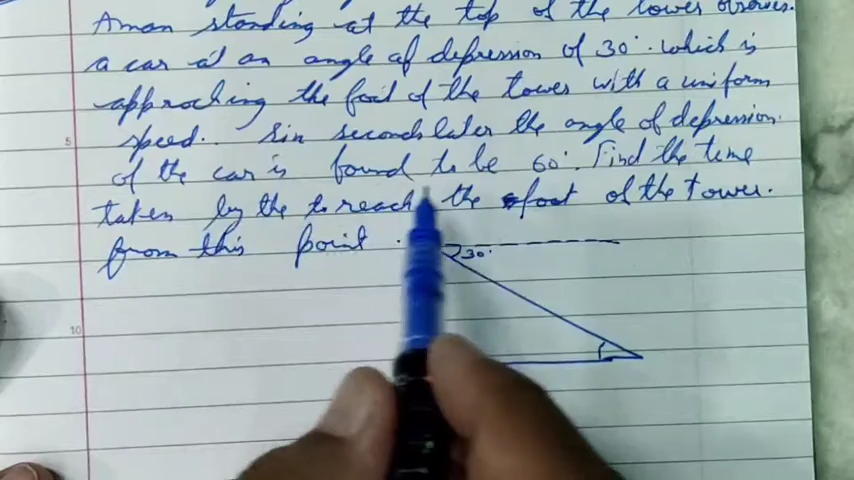 A man standing at the top of the tower observes.
a car at an angle of depression of 30°. which is
approaching the foot of the tower with a uniform
speed. Sin seconds later the angle of depression.
of the car is found to be 60°. Find the time
taken by the to reach the foot of the tower.
from this point.
30°
5
10